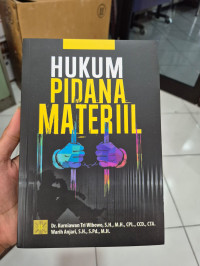 HUKUM
PIDANA
MATERIIL
Dr. Kurniawan Tri Wibowo, S.H., M.H., CPL., CCD., CTA.
Warih Anjari, S.H., S.Pd., M.H.